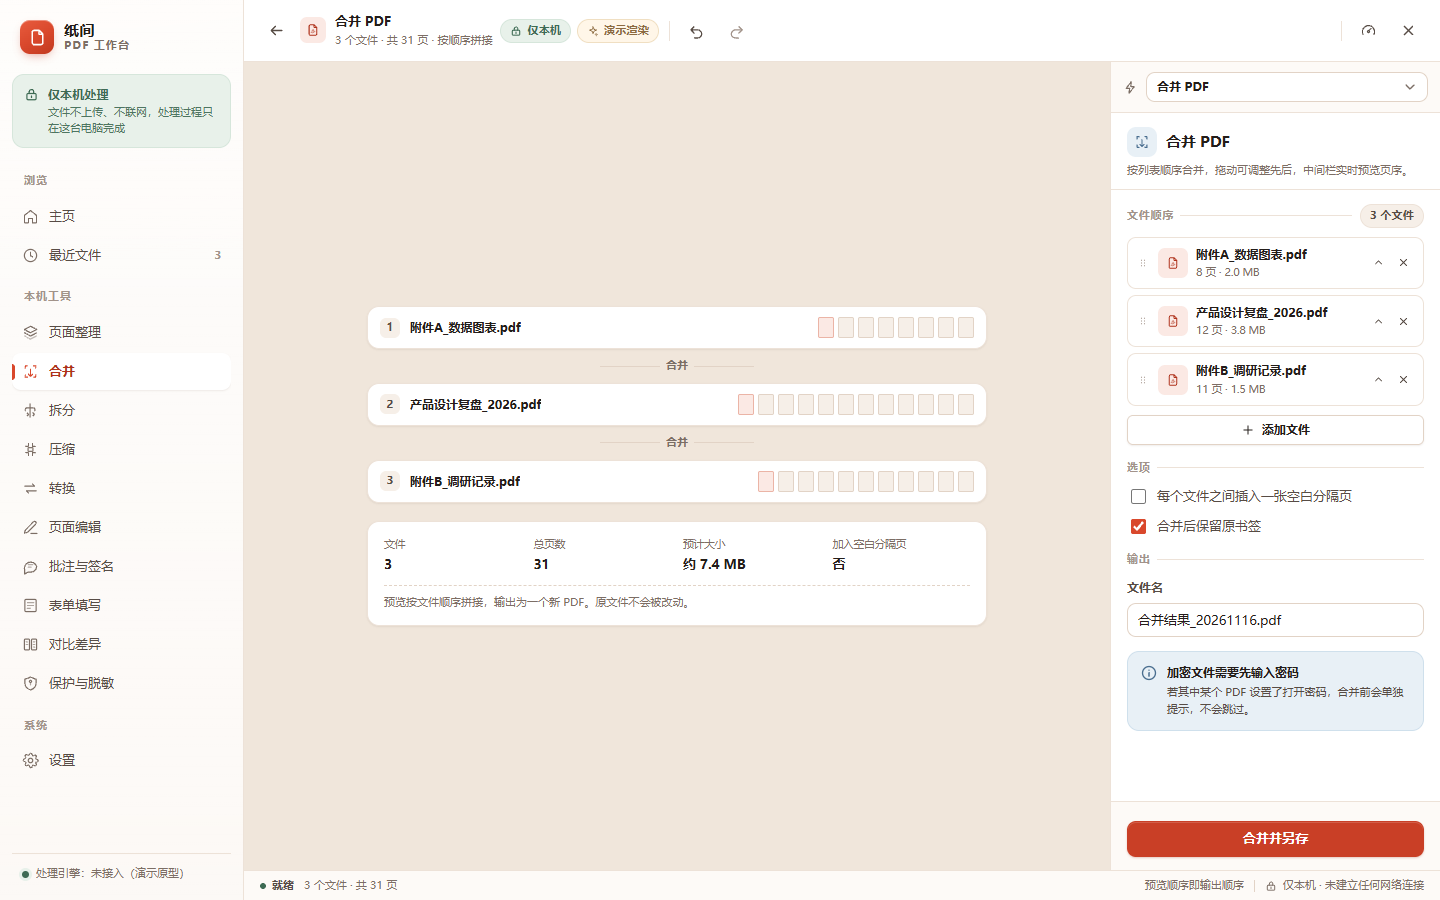 纸间
PDF 工作台
仅本机处理
文件不上传、不联网，处理过程只
在这台电脑完成
浏览
主页
最近文件
3
本机工具
页面整理
合并
拆分
压缩
转换
页面编辑
批注与签名
表单填写
对比差异
保护与脱敏
系统
设置
处理引擎：未接入（演示原型）
合并 PDF
3 个文件 · 共 31 页 · 按顺序拼接
仅本机
演示渲染
1
附件A_数据图表.pdf
合并
2
产品设计复盘_2026.pdf
合并
3
附件B_调研记录.pdf
文件
总页数
预计大小
加入空白分隔页
3
31
约 7.4 MB
否
预览按文件顺序拼接，输出为一个新 PDF。原文件不会被改动。
合并 PDF
合并 PDF
按列表顺序合并，拖动可调整先后，中间栏实时预览页序。
文件顺序
3 个文件
附件A_数据图表.pdf
8 页 · 2.0 MB
产品设计复盘_2026.pdf
12 页 · 3.8 MB
附件B_调研记录.pdf
11 页 · 1.5 MB
添加文件
选项
每个文件之间插入一张空白分隔页
合并后保留原书签
输出
文件名
合并结果_20261116.pdf
加密文件需要先输入密码
若其中某个 PDF 设置了打开密码，合并前会单独
提示，不会跳过。
合并并另存
就绪
3 个文件 · 共 31 页
预览顺序即输出顺序
仅本机 · 未建立任何网络连接